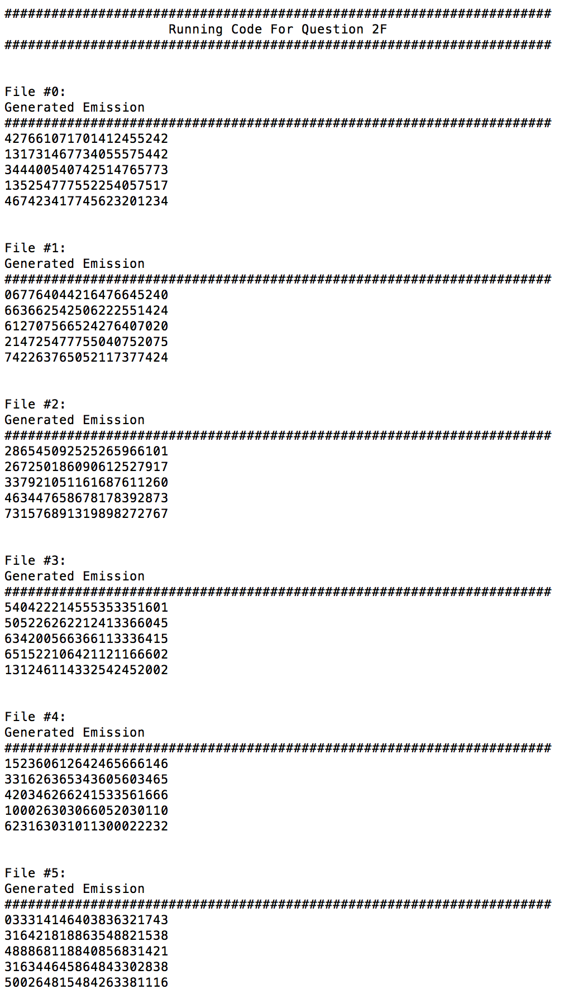 ######################################################################
Running Code For Question 2F
######################################################################
File #0:
Generated Emission
######################################################################
427661071701412455242
131731467734055575442
344400540742514765773
135254777552254057517
467423417745623201234
File #1:
Generated Emission
######################################################################
067764044216476645240
663662542506222551424
612707566524276407020
214725477755040752075
742263765052117377424
File #2:
Generated Emission
######################################################################
286545092525265966101
267250186090612527917
337921051161687611260
463447658678178392873
731576891319898272767
File #3:
Generated Emission
######################################################################
540422214555353351601
505226262212413366045
634200566366113336415
651522106421121166602
131246114332542452002
File #4:
Generated Emission
######################################################################
152360612642465666146
331626365343605603465
420346266241533561666
100026303066052030110
623163031011300022232
File #5:
Generated Emission
######################################################################
033314146403836321743
316421818863548821538
488868118840856831421
316344645864843302838
500264815484263381116